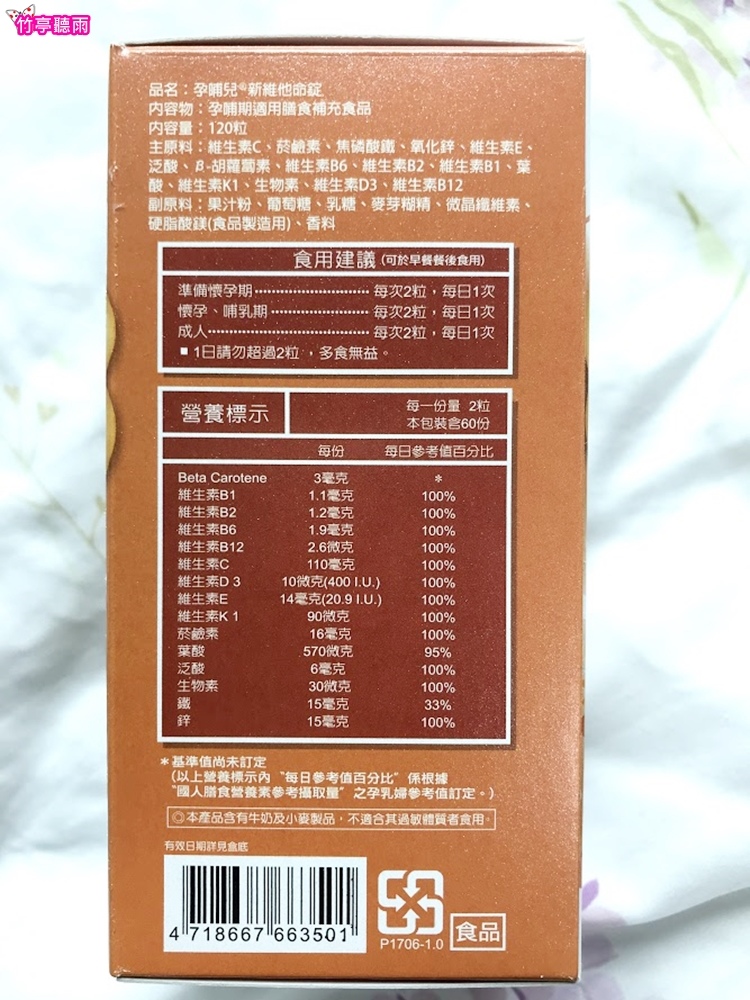 竹亭聽雨
品名：孕哺兒®新維他命錠
內容物：孕哺期適用膳食補充食品
內容量：120粒
主原料：維生素C、菸鹼素、焦磷酸鐵、氧化鋅、維生素E、
泛酸、β-胡蘿蔔素、維生素B6、維生素B2、維生素B1、葉
酸、維生素K1、生物素、維生素D3、維生素B12
副原料：果汁粉、葡萄糖、乳糖、麥芽糊精、微晶纖維素、
硬脂酸鎂(食品製造用)、香料
食用建議 (可於早餐餐後食用)
準備懷孕期 ························ 每次2粒，每日1次
懷孕、哺乳期 ····················· 每次2粒，每日1次
成人 ·································· 每次2粒，每日1次
■ 1日請勿超過2粒，多食無益。
營養標示
每一份量 2粒
本包裝含60份
每份 每日參考值百分比
Beta Carotene 3毫克 *
維生素B1 1.1毫克 100%
維生素B2 1.2毫克 100%
維生素B6 1.9毫克 100%
維生素B12 2.6微克 100%
維生素C 110毫克 100%
維生素D 3 10微克(400 I.U.) 100%
維生素E 14毫克(20.9 I.U.) 100%
維生素K 1 90微克 100%
菸鹼素 16毫克 100%
葉酸 570微克 95%
泛酸 6毫克 100%
生物素 30微克 100%
鐵 15毫克 33%
鋅 15毫克 100%
*基準值尚未訂定
(以上營養標示內〝每日參考值百分比〞係根據
〝國人膳食營養素參考攝取量〞之孕乳婦參考值訂定。)
◎本產品含有牛奶及小麥製品，不適合其過敏體質者食用。
有效日期詳見盒底
4 718667 663501
P1706-1.0
食品